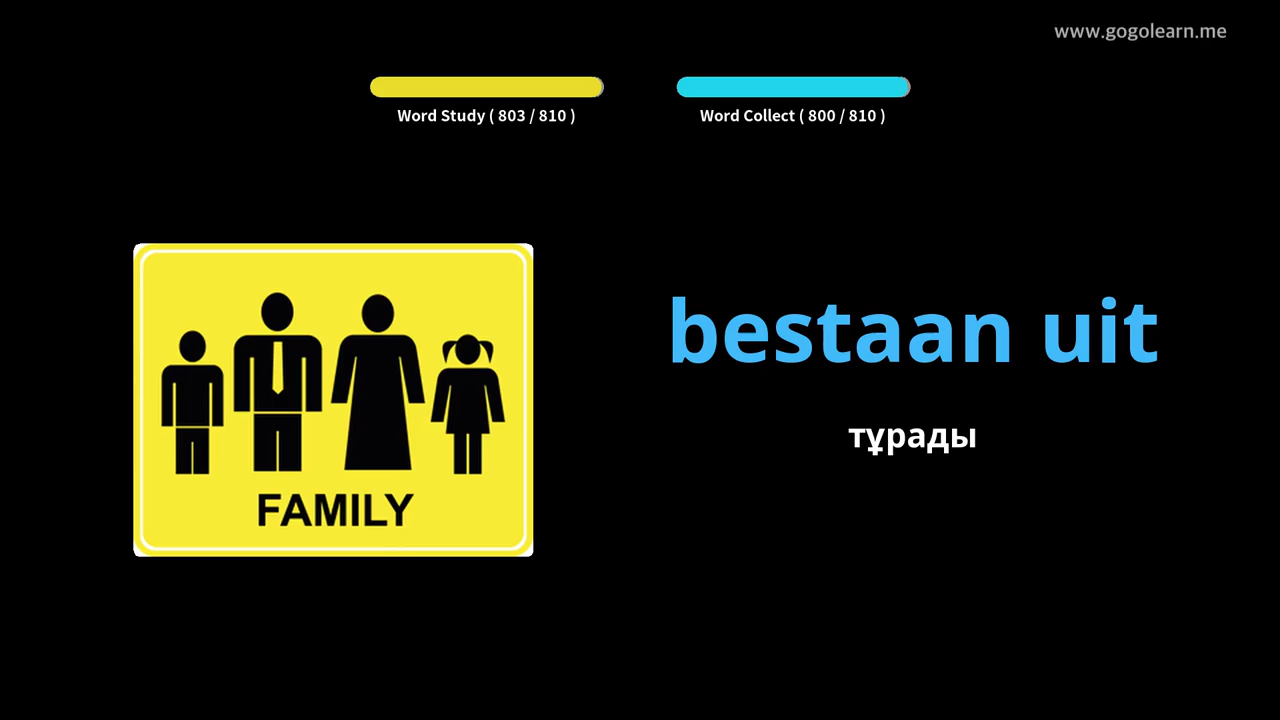 www.gogolearn.me
Word Study ( 803 / 810 )
Word Collect ( 800 / 810 )
bestaan uit
тұрады
FAMILY